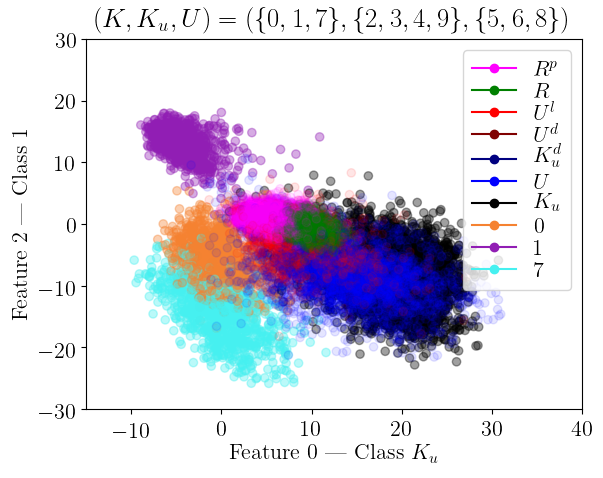 (K, K_u, U) = ({0, 1, 7}, {2, 3, 4, 9}, {5, 6, 8})
30
20
10
0
−10
−20
−30
Feature 2 — Class 1
−10
0
10
20
30
40
Feature 0 — Class K_u
R^p
R
U^l
U^d
K_u^d
U
K_u
0
1
7